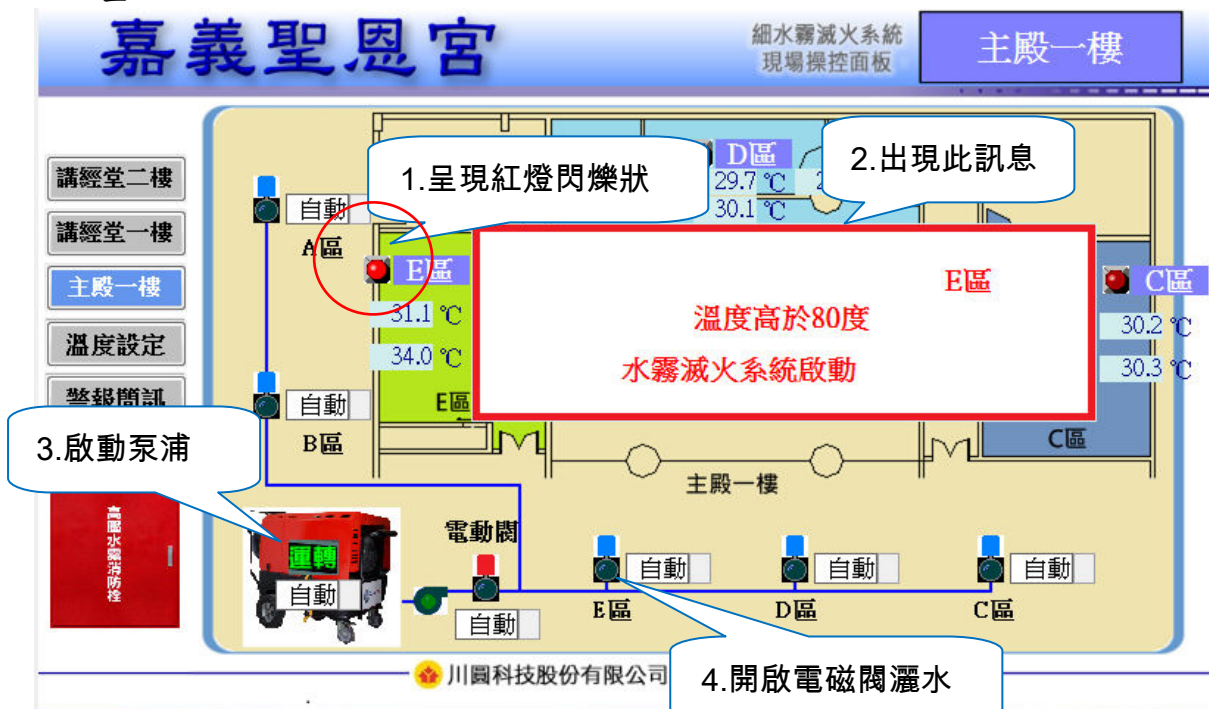 嘉義聖恩宮
細水霧滅火系統
現場操控面板
主殿一樓
講經堂二樓
講經堂一樓
主殿一樓
溫度設定
警報簡訊
1.呈現紅燈閃爍狀
2.出現此訊息
D區
29.7 ℃
30.1 ℃
自動
A區
E區
31.1 ℃
34.0 ℃
E區
E區
溫度高於80度
水霧滅火系統啟動
C區
30.2 ℃
30.3 ℃
C區
自動
B區
3.啟動泵浦
主殿一樓
高壓水霧消防栓
運轉
自動
電動閥
自動
自動
E區
自動
D區
自動
C區
4.開啟電磁閥灑水
川圓科技股份有限公司